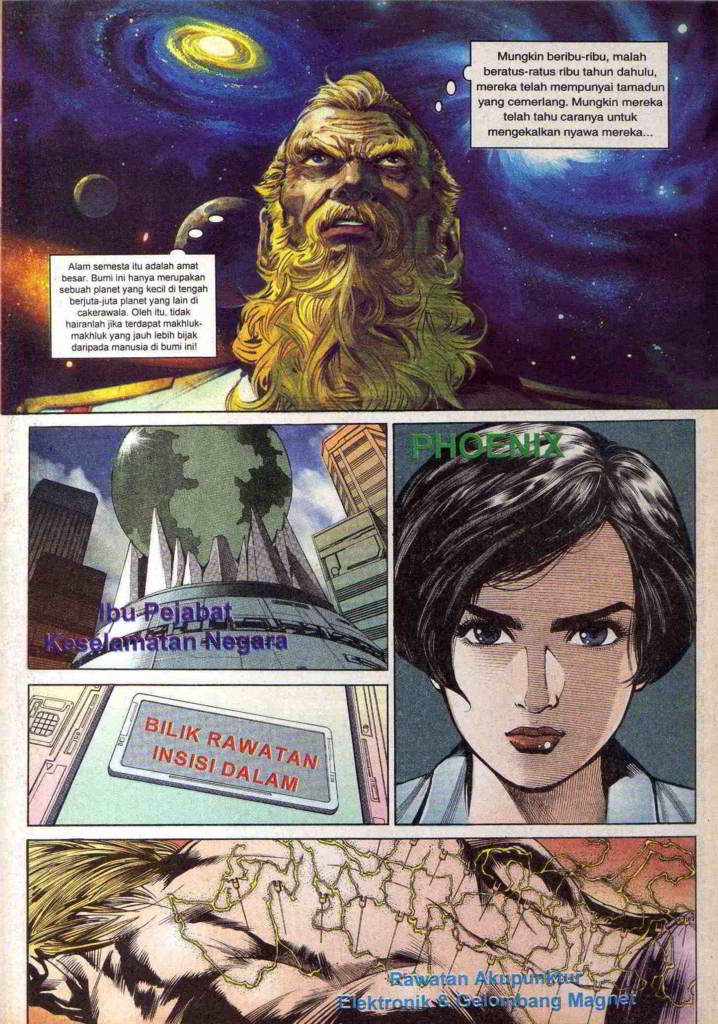 Mungkin beribu-ribu, malah
beratus-ratus ribu tahun dahulu,
mereka telah mempunyai tamadun
yang cemerlang. Mungkin mereka
telah tahu caranya untuk
mengekalkan nyawa mereka...
Alam semesta itu adalah amat
besar. Bumi ini hanya merupakan
sebuah planet yang kecil di tengah
berjuta-juta planet yang lain di
cakerawala. Oleh itu, tidak
hairanlah jika terdapat makhluk-
makhluk yang jauh lebih bijak
daripada manusia di bumi ini!
Ibu Pejabat
Keselamatan Negara
PHOENIX
BILIK RAWATAN
INSISI DALAM
Rawatan Akupunktur
Elektronik & Gelombang Magnet